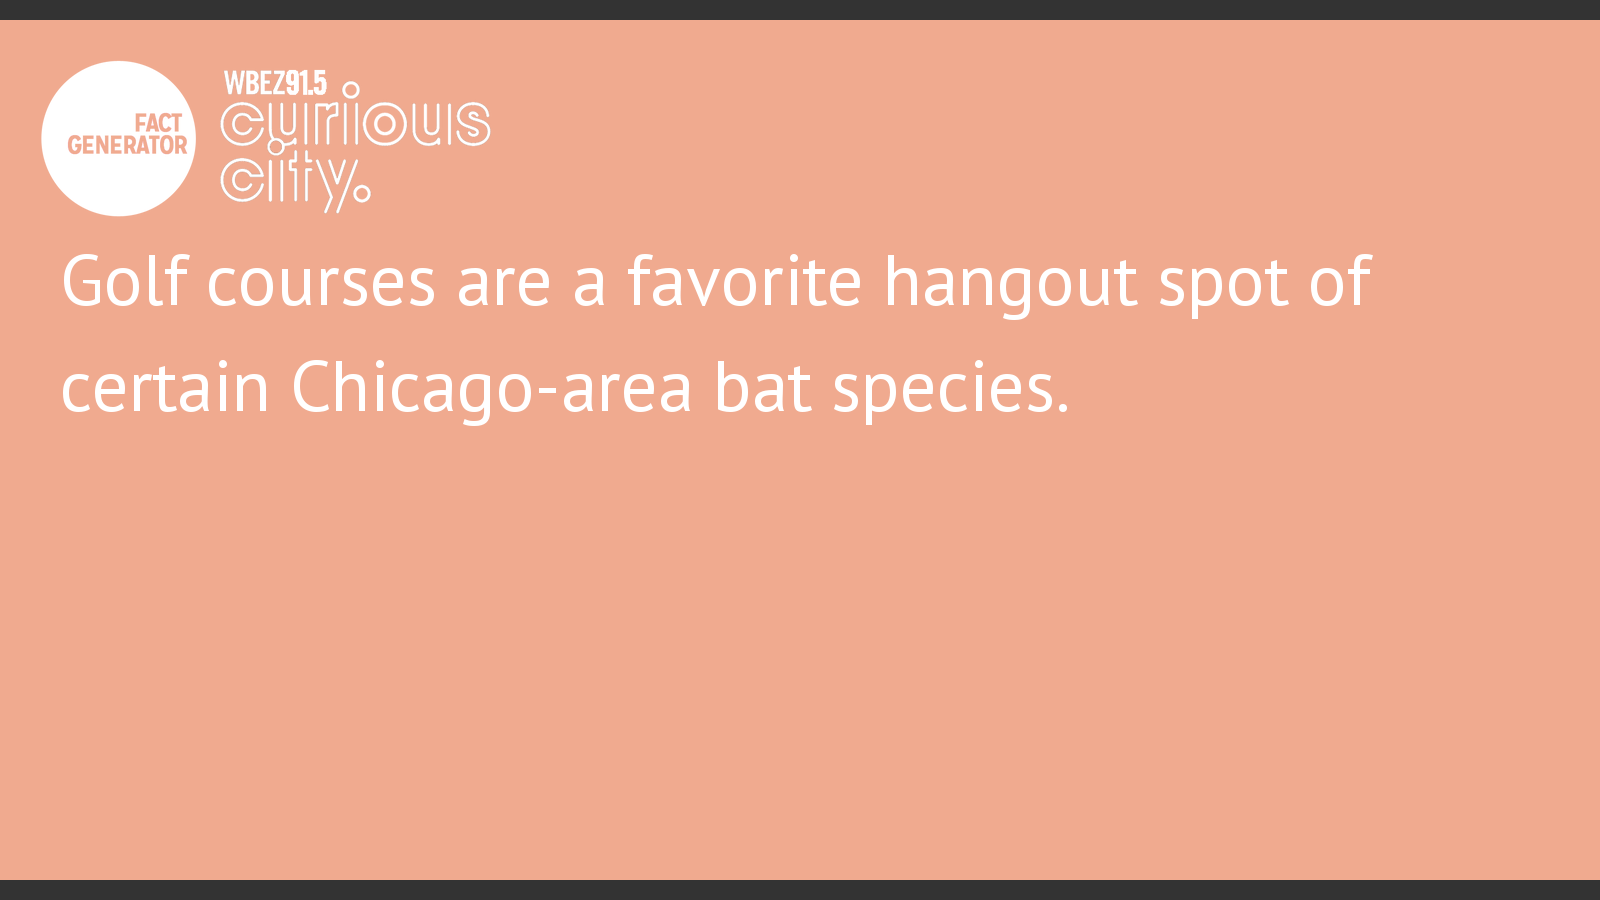 FACT
GENERATOR
WBEZ91.5
curious
city.
Golf courses are a favorite hangout spot of
certain Chicago-area bat species.